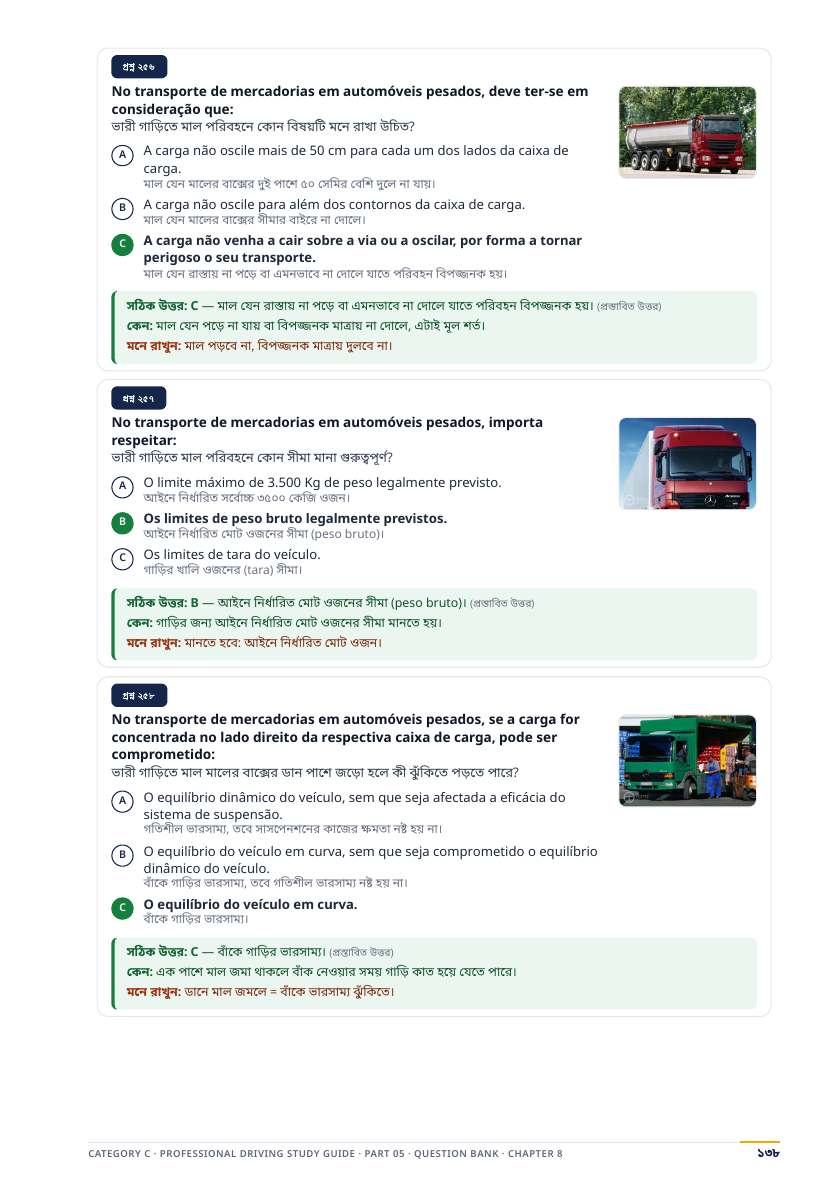 প্রশ্ন ২৫৬
No transporte de mercadorias em automóveis pesados, deve ter-se em
consideração que:
ভারী গাড়িতে মাল পরিবহনে কোন বিষয়টি মনে রাখা উচিত?
A
A carga não oscile mais de 50 cm para cada um dos lados da caixa de
carga.
মাল যেন মালের বাক্সের দুই পাশে ৫০ সেমির বেশি দুলে না যায়।
B
A carga não oscile para além dos contornos da caixa de carga.
মাল যেন মালের বাক্সের সীমার বাইরে না দোলে।
C
A carga não venha a cair sobre a via ou a oscilar, por forma a tornar
perigoso o seu transporte.
মাল যেন রাস্তায় না পড়ে বা এমনভাবে না দোলে যাতে পরিবহন বিপজ্জনক হয়।
সঠিক উত্তর: C — মাল যেন রাস্তায় না পড়ে বা এমনভাবে না দোলে যাতে পরিবহন বিপজ্জনক হয়। (প্রস্তাবিত উত্তর)
কেন: মাল যেন পড়ে না যায় বা বিপজ্জনক মাত্রায় না দোলে, এটাই মূল শর্ত।
মনে রাখুন: মাল পড়বে না, বিপজ্জনক মাত্রায় দুলবে না।
প্রশ্ন ২৫৭
No transporte de mercadorias em automóveis pesados, importa
respeitar:
ভারী গাড়িতে মাল পরিবহনে কোন সীমা মানা গুরুত্বপূর্ণ?
A
O limite máximo de 3.500 Kg de peso legalmente previsto.
আইনে নির্ধারিত সর্বোচ্চ ৩৫০০ কেজি ওজন।
B
Os limites de peso bruto legalmente previstos.
আইনে নির্ধারিত মোট ওজনের সীমা (peso bruto)।
C
Os limites de tara do veículo.
গাড়ির খালি ওজনের (tara) সীমা।
সঠিক উত্তর: B — আইনে নির্ধারিত মোট ওজনের সীমা (peso bruto)। (প্রস্তাবিত উত্তর)
কেন: গাড়ির জন্য আইনে নির্ধারিত মোট ওজনের সীমা মানতে হয়।
মনে রাখুন: মানতে হবে: আইনে নির্ধারিত মোট ওজন।
প্রশ্ন ২৫৮
No transporte de mercadorias em automóveis pesados, se a carga for
concentrada no lado direito da respectiva caixa de carga, pode ser
comprometido:
ভারী গাড়িতে মাল মালের বাক্সের ডান পাশে জড়ো হলে কী ঝুঁকিতে পড়তে পারে?
A
O equilíbrio dinâmico do veículo, sem que seja afectada a eficácia do
sistema de suspensão.
গতিশীল ভারসাম্য, তবে সাসপেনশনের কাজের ক্ষমতা নষ্ট হয় না।
B
O equilíbrio do veículo em curva, sem que seja comprometido o equilíbrio
dinâmico do veículo.
বাঁকে গাড়ির ভারসাম্য, তবে গতিশীল ভারসাম্য নষ্ট হয় না।
C
O equilíbrio do veículo em curva.
বাঁকে গাড়ির ভারসাম্য।
সঠিক উত্তর: C — বাঁকে গাড়ির ভারসাম্য। (প্রস্তাবিত উত্তর)
কেন: এক পাশে মাল জমা থাকলে বাঁক নেওয়ার সময় গাড়ি কাত হয়ে যেতে পারে।
মনে রাখুন: ডানে মাল জমলে = বাঁকে ভারসাম্য ঝুঁকিতে।
CATEGORY C · PROFESSIONAL DRIVING STUDY GUIDE · PART 05 · QUESTION BANK · CHAPTER 8
১৩৮